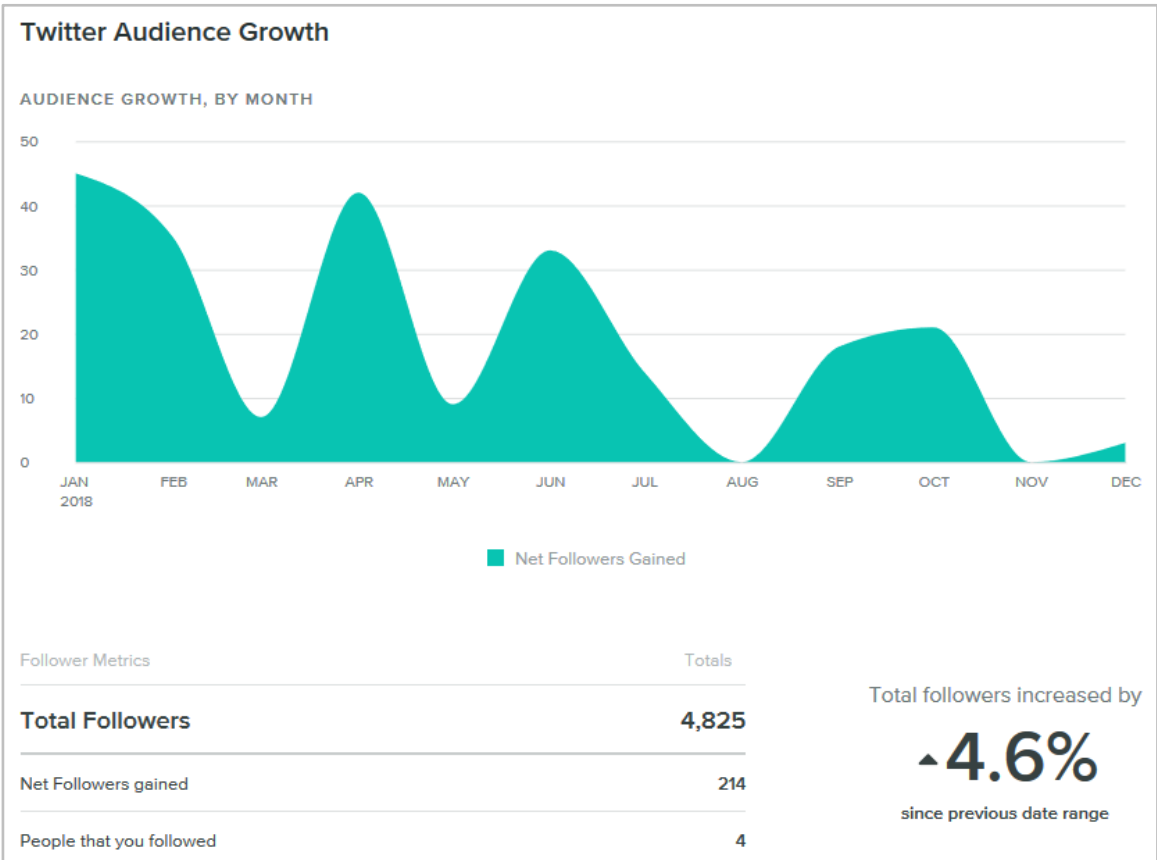 Twitter Audience Growth
AUDIENCE GROWTH, BY MONTH
50
40
30
20
10
0
JAN FEB MAR APR MAY JUN JUL AUG SEP OCT NOV DEC
2018
Net Followers Gained
Follower Metrics Totals
Total Followers 4,825
Net Followers gained 214
People that you followed 4
Total followers increased by
4.6%
since previous date range